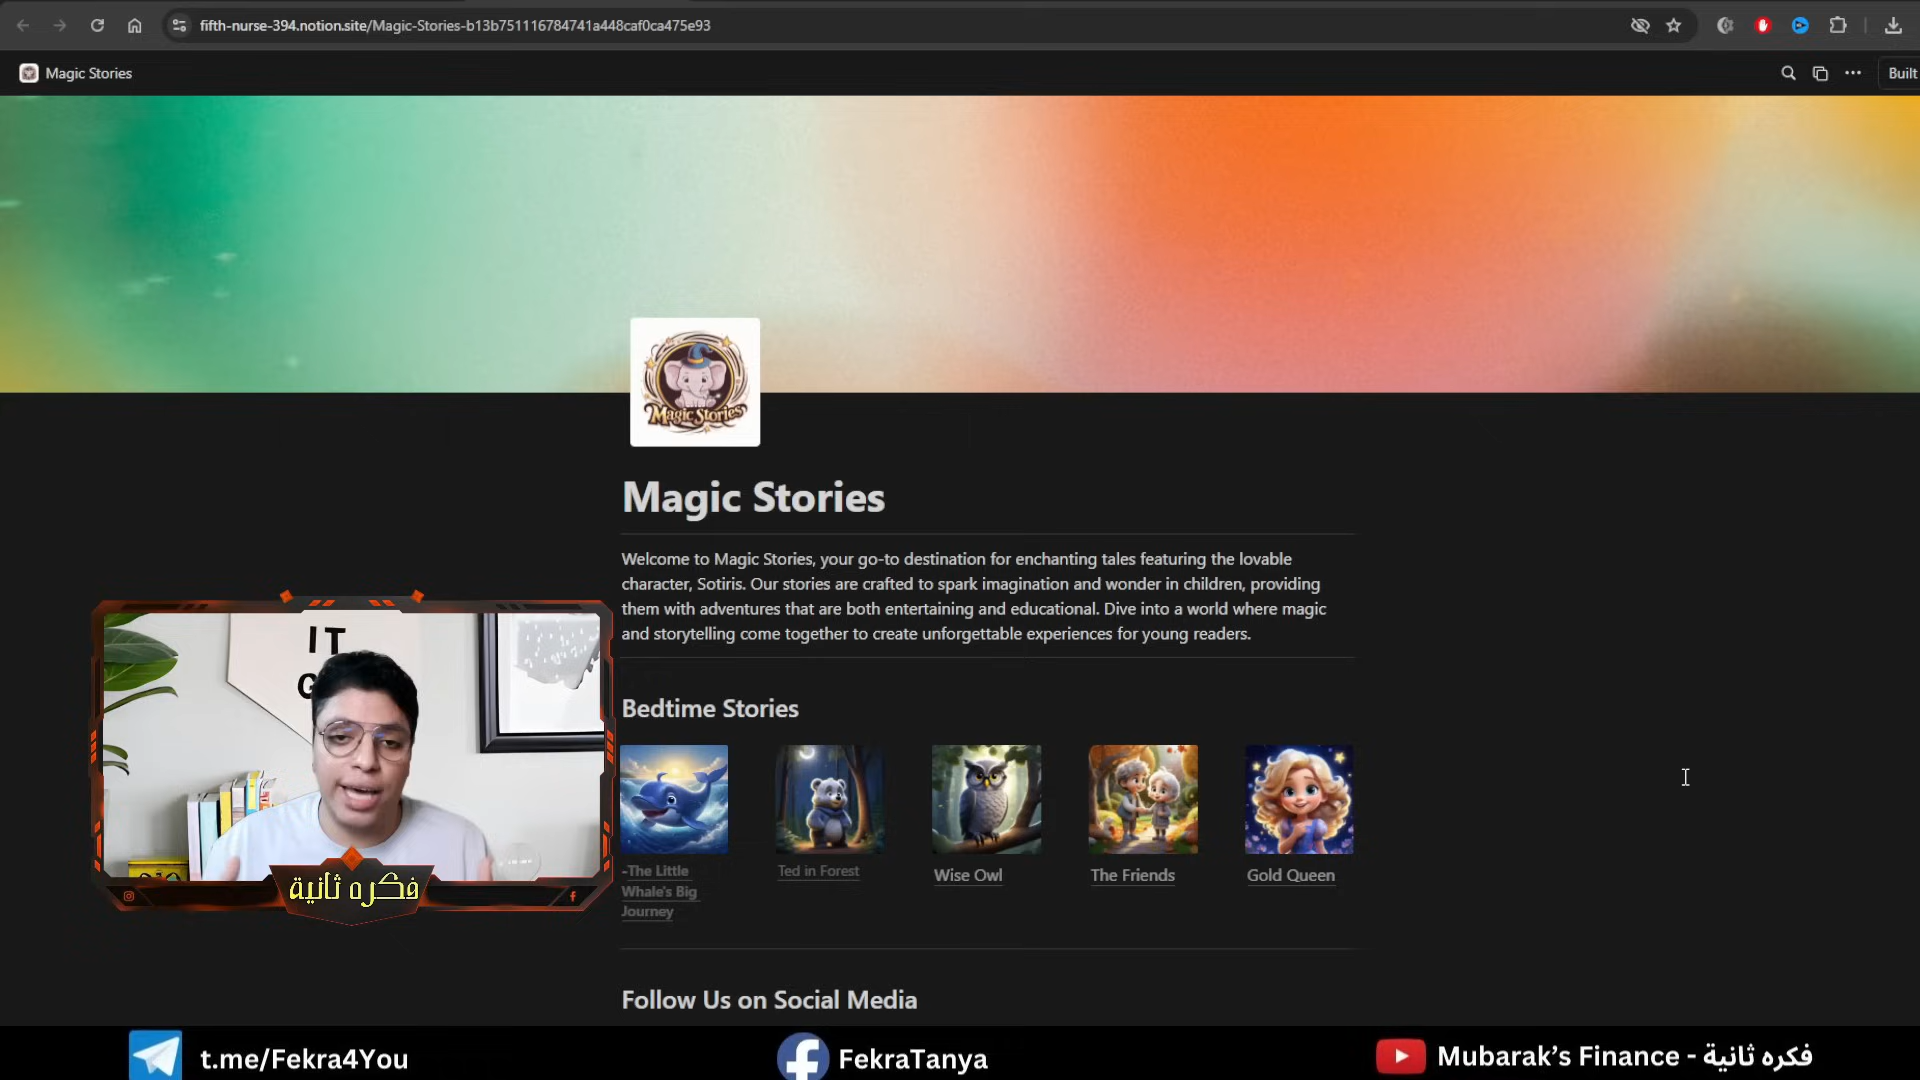 fifth-nurse-394.notion.site/Magic-Stories-b13b751116784741a448caf0ca475e93
Magic Stories
Built
Magic Stories
Magic Stories
Welcome to Magic Stories, your go-to destination for enchanting tales featuring the lovable
character, Sotiris. Our stories are crafted to spark imagination and wonder in children, providing
them with adventures that are both entertaining and educational. Dive into a world where magic
and storytelling come together to create unforgettable experiences for young readers.
IT
G
Bedtime Stories
-The Little
Whale's Big
Journey
Ted in Forest
Wise Owl
The Friends
Gold Queen
فكره ثانية
Follow Us on Social Media
t.me/Fekra4You
FekraTanya
Mubarak's Finance - فكره ثانية